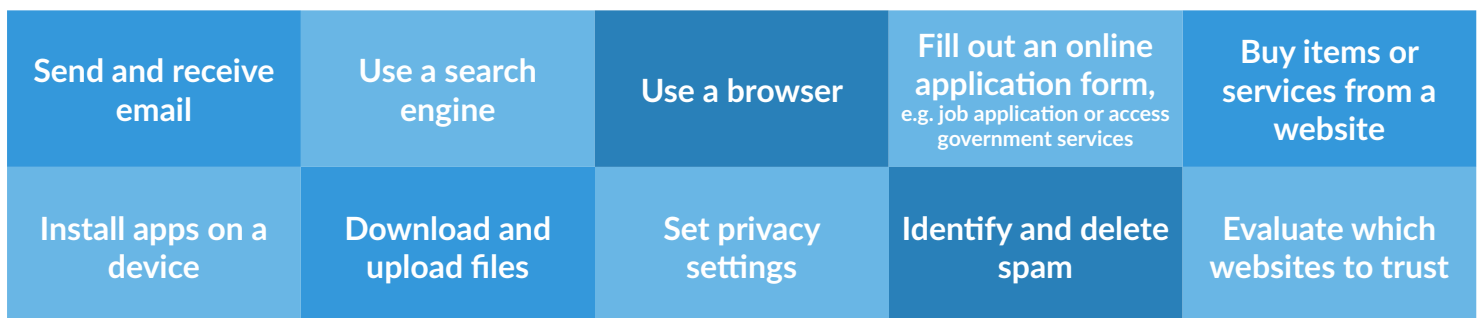 Send and receive
email
Use a search
engine
Use a browser
Fill out an online
application form,
e.g. job application or access
government services
Buy items or
services from a
website
Install apps on a
device
Download and
upload files
Set privacy
settings
Identify and delete
spam
Evaluate which
websites to trust